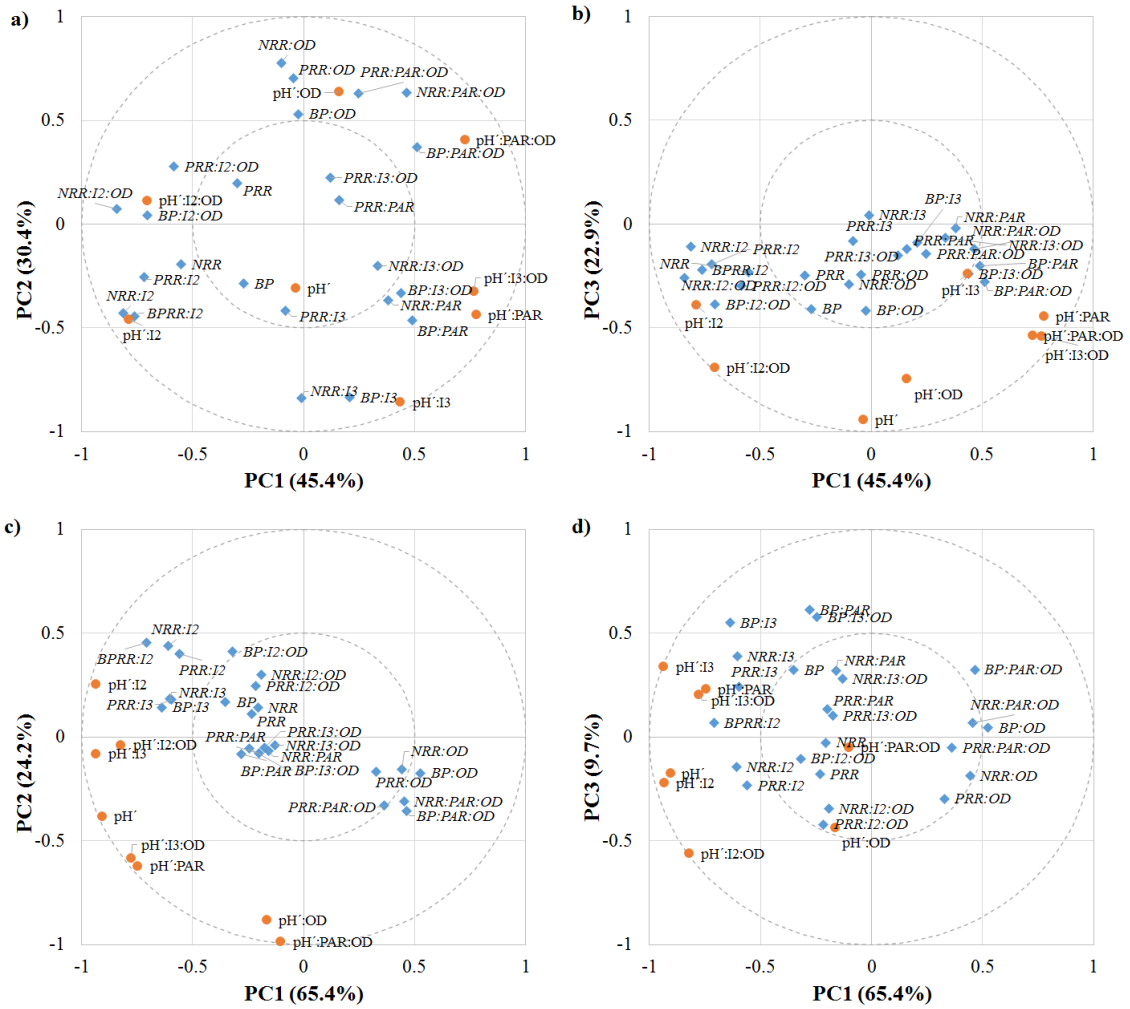 a)
1
0.5
0
-0.5
-1
PC2 (30.4%)
NRR:OD
PRR:OD
PRR:PAR:OD
pH´:OD
NRR:PAR:OD
BP:OD
pH´:PAR:OD
BP:PAR:OD
PRR:I2:OD
PRR:I3:OD
NRR:I2:OD
pH´:I2:OD
PRR
PRR:PAR
BP:I2:OD
NRR
NRR:I3:OD
PRR:I2
BP
pH´
pH´:I3:OD
BP:I3:OD
NRR:I2
NRR:PAR
BPRR:I2
PRR:I3
pH´:PAR
pH´:I2
BP:PAR
NRR:I3
BP:I3
pH´:I3
-1
-0.5
0
0.5
1
PC1 (45.4%)
b)
1
0.5
0
-0.5
-1
PC3 (22.9%)
BP:I3
NRR:I3
NRR:PAR
PRR:I3
NRR:PAR:OD
NRR:I2
PRR:I2
PRR:PAR
NRR:I3:OD
PRR:I3:OD
PRR:PAR:OD
NRR
BPRR:I2
PRR
PRR:OD
BP:PAR
BP:I3:OD
NRR:I2:OD
PRR:I2:OD
NRR:OD
pH´:I3
BP:PAR:OD
BP:I2:OD
BP
BP:OD
pH´:I2
pH´:PAR
pH´:PAR:OD
pH´:I3:OD
pH´:I2:OD
pH´:OD
pH´
-1
-0.5
0
0.5
1
PC1 (45.4%)
c)
1
0.5
0
-0.5
-1
PC2 (24.2%)
NRR:I2
BPRR:I2
BP:I2:OD
PRR:I2
NRR:I2:OD
pH´:I2
PRR:I2:OD
NRR:I3
PRR:I3
BP:I3
BP
NRR
PRR
PRR:PAR
PRR:I3:OD
pH´:I2:OD
NRR:I3:OD
pH´:I3
NRR:PAR
NRR:OD
BP:PAR
BP:I3:OD
BP:OD
PRR:OD
PRR:PAR:OD
NRR:PAR:OD
pH´
BP:PAR:OD
pH´:I3:OD
pH´:PAR
pH´:OD
pH´:PAR:OD
-1
-0.5
0
0.5
1
PC1 (65.4%)
d)
1
0.5
0
-0.5
-1
PC3 (9.7%)
BP:PAR
BP:I3
BP:I3:OD
NRR:I3
pH´:I3
PRR:I3
BP
NRR:PAR
BP:PAR:OD
NRR:I3:OD
pH´:PAR
pH´:I3:OD
PRR:PAR
NRR:PAR:OD
BPRR:I2
PRR:I3:OD
BP:OD
NRR
pH´:PAR:OD
PRR:PAR:OD
BP:I2:OD
NRR:I2
pH´
PRR
NRR:OD
pH´:I2
PRR:I2
PRR:OD
NRR:I2:OD
PRR:I2:OD
pH´:OD
pH´:I2:OD
-1
-0.5
0
0.5
1
PC1 (65.4%)